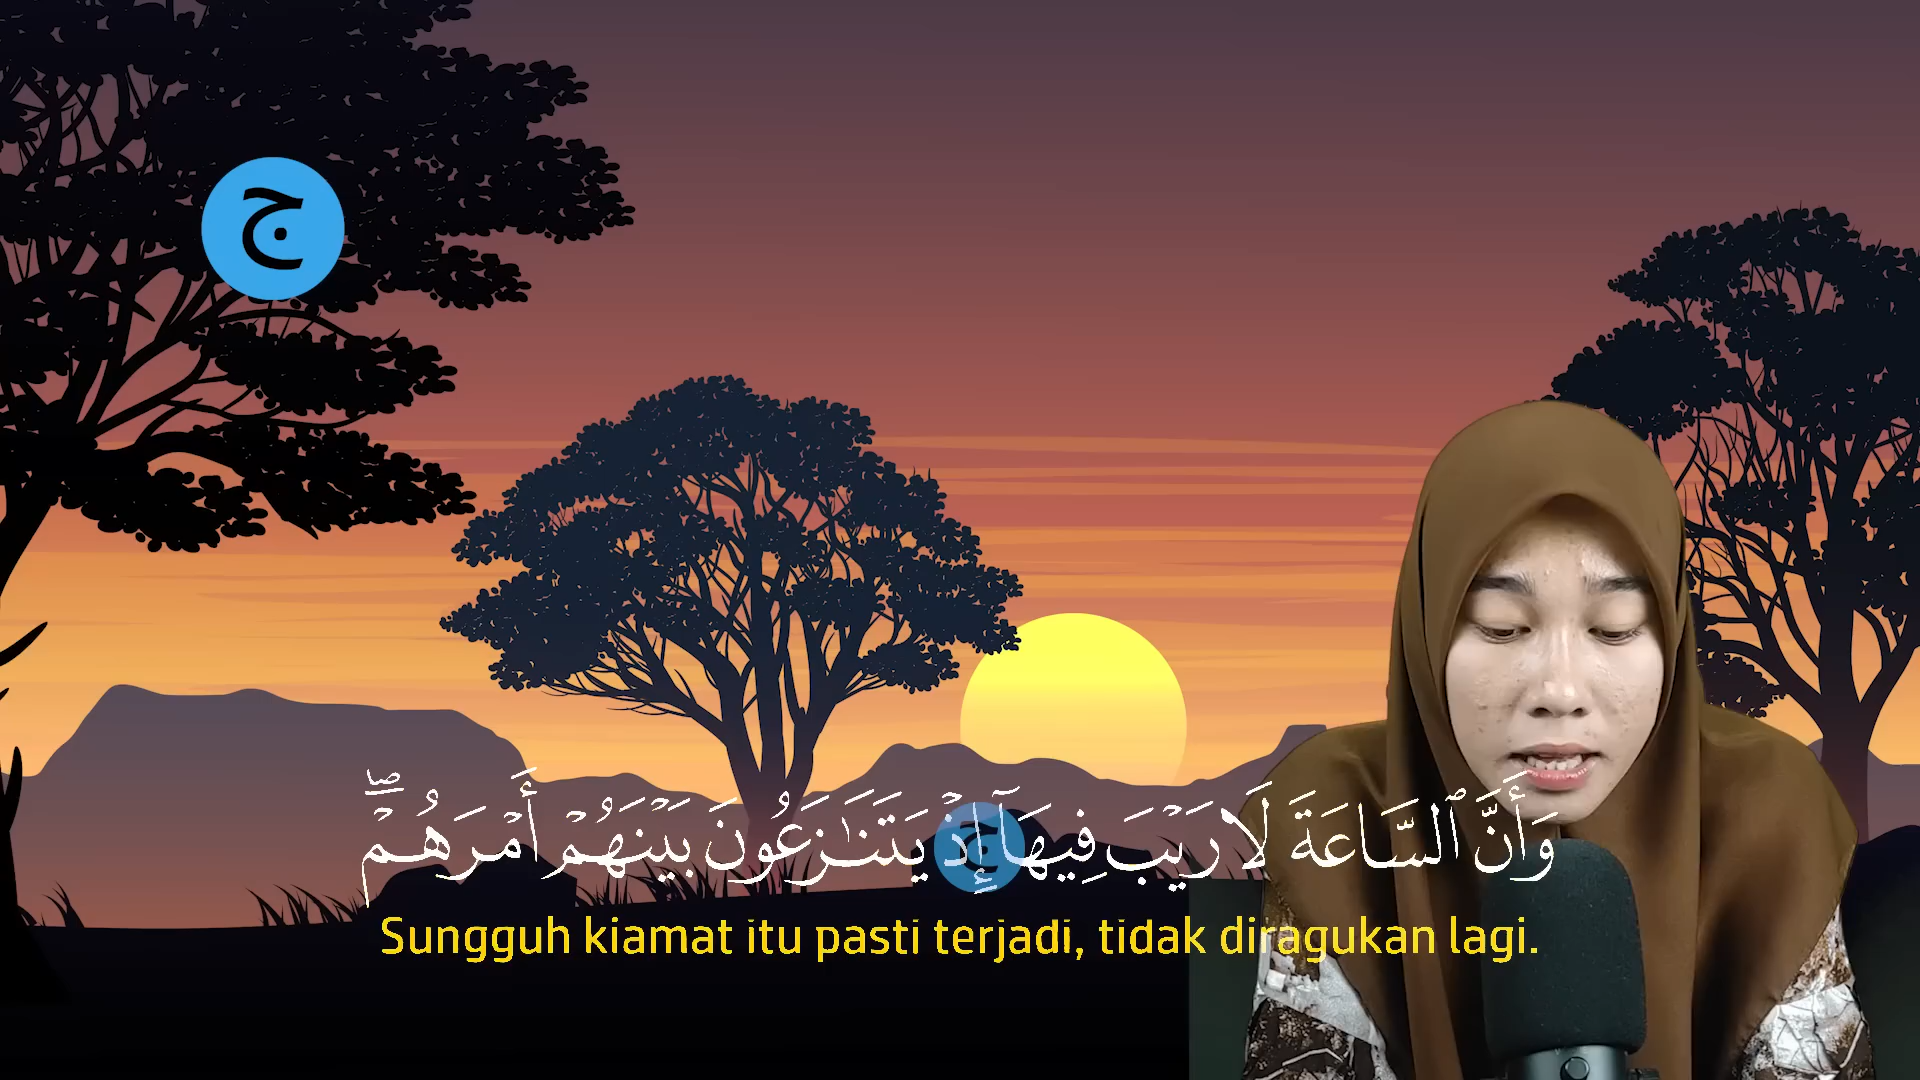 ج
وَأَنَّ ٱلسَّاعَةَ لَا رَيْبَ فِيهَآ إِذْ يَتَنَـٰزَعُونَ بَيْنَهُمْ أَمْرَهُمْۖ
ج
Sungguh kiamat itu pasti terjadi, tidak diragukan lagi.